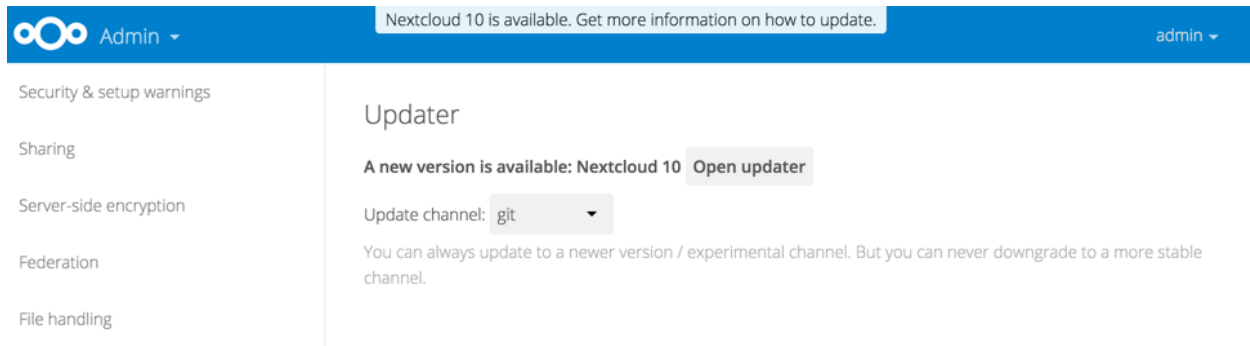 Nextcloud 10 is available. Get more information on how to update.
Admin
admin
Security & setup warnings
Sharing
Server-side encryption
Federation
File handling
Updater
A new version is available: Nextcloud 10 Open updater
Update channel: git
You can always update to a newer version / experimental channel. But you can never downgrade to a more stable
channel.